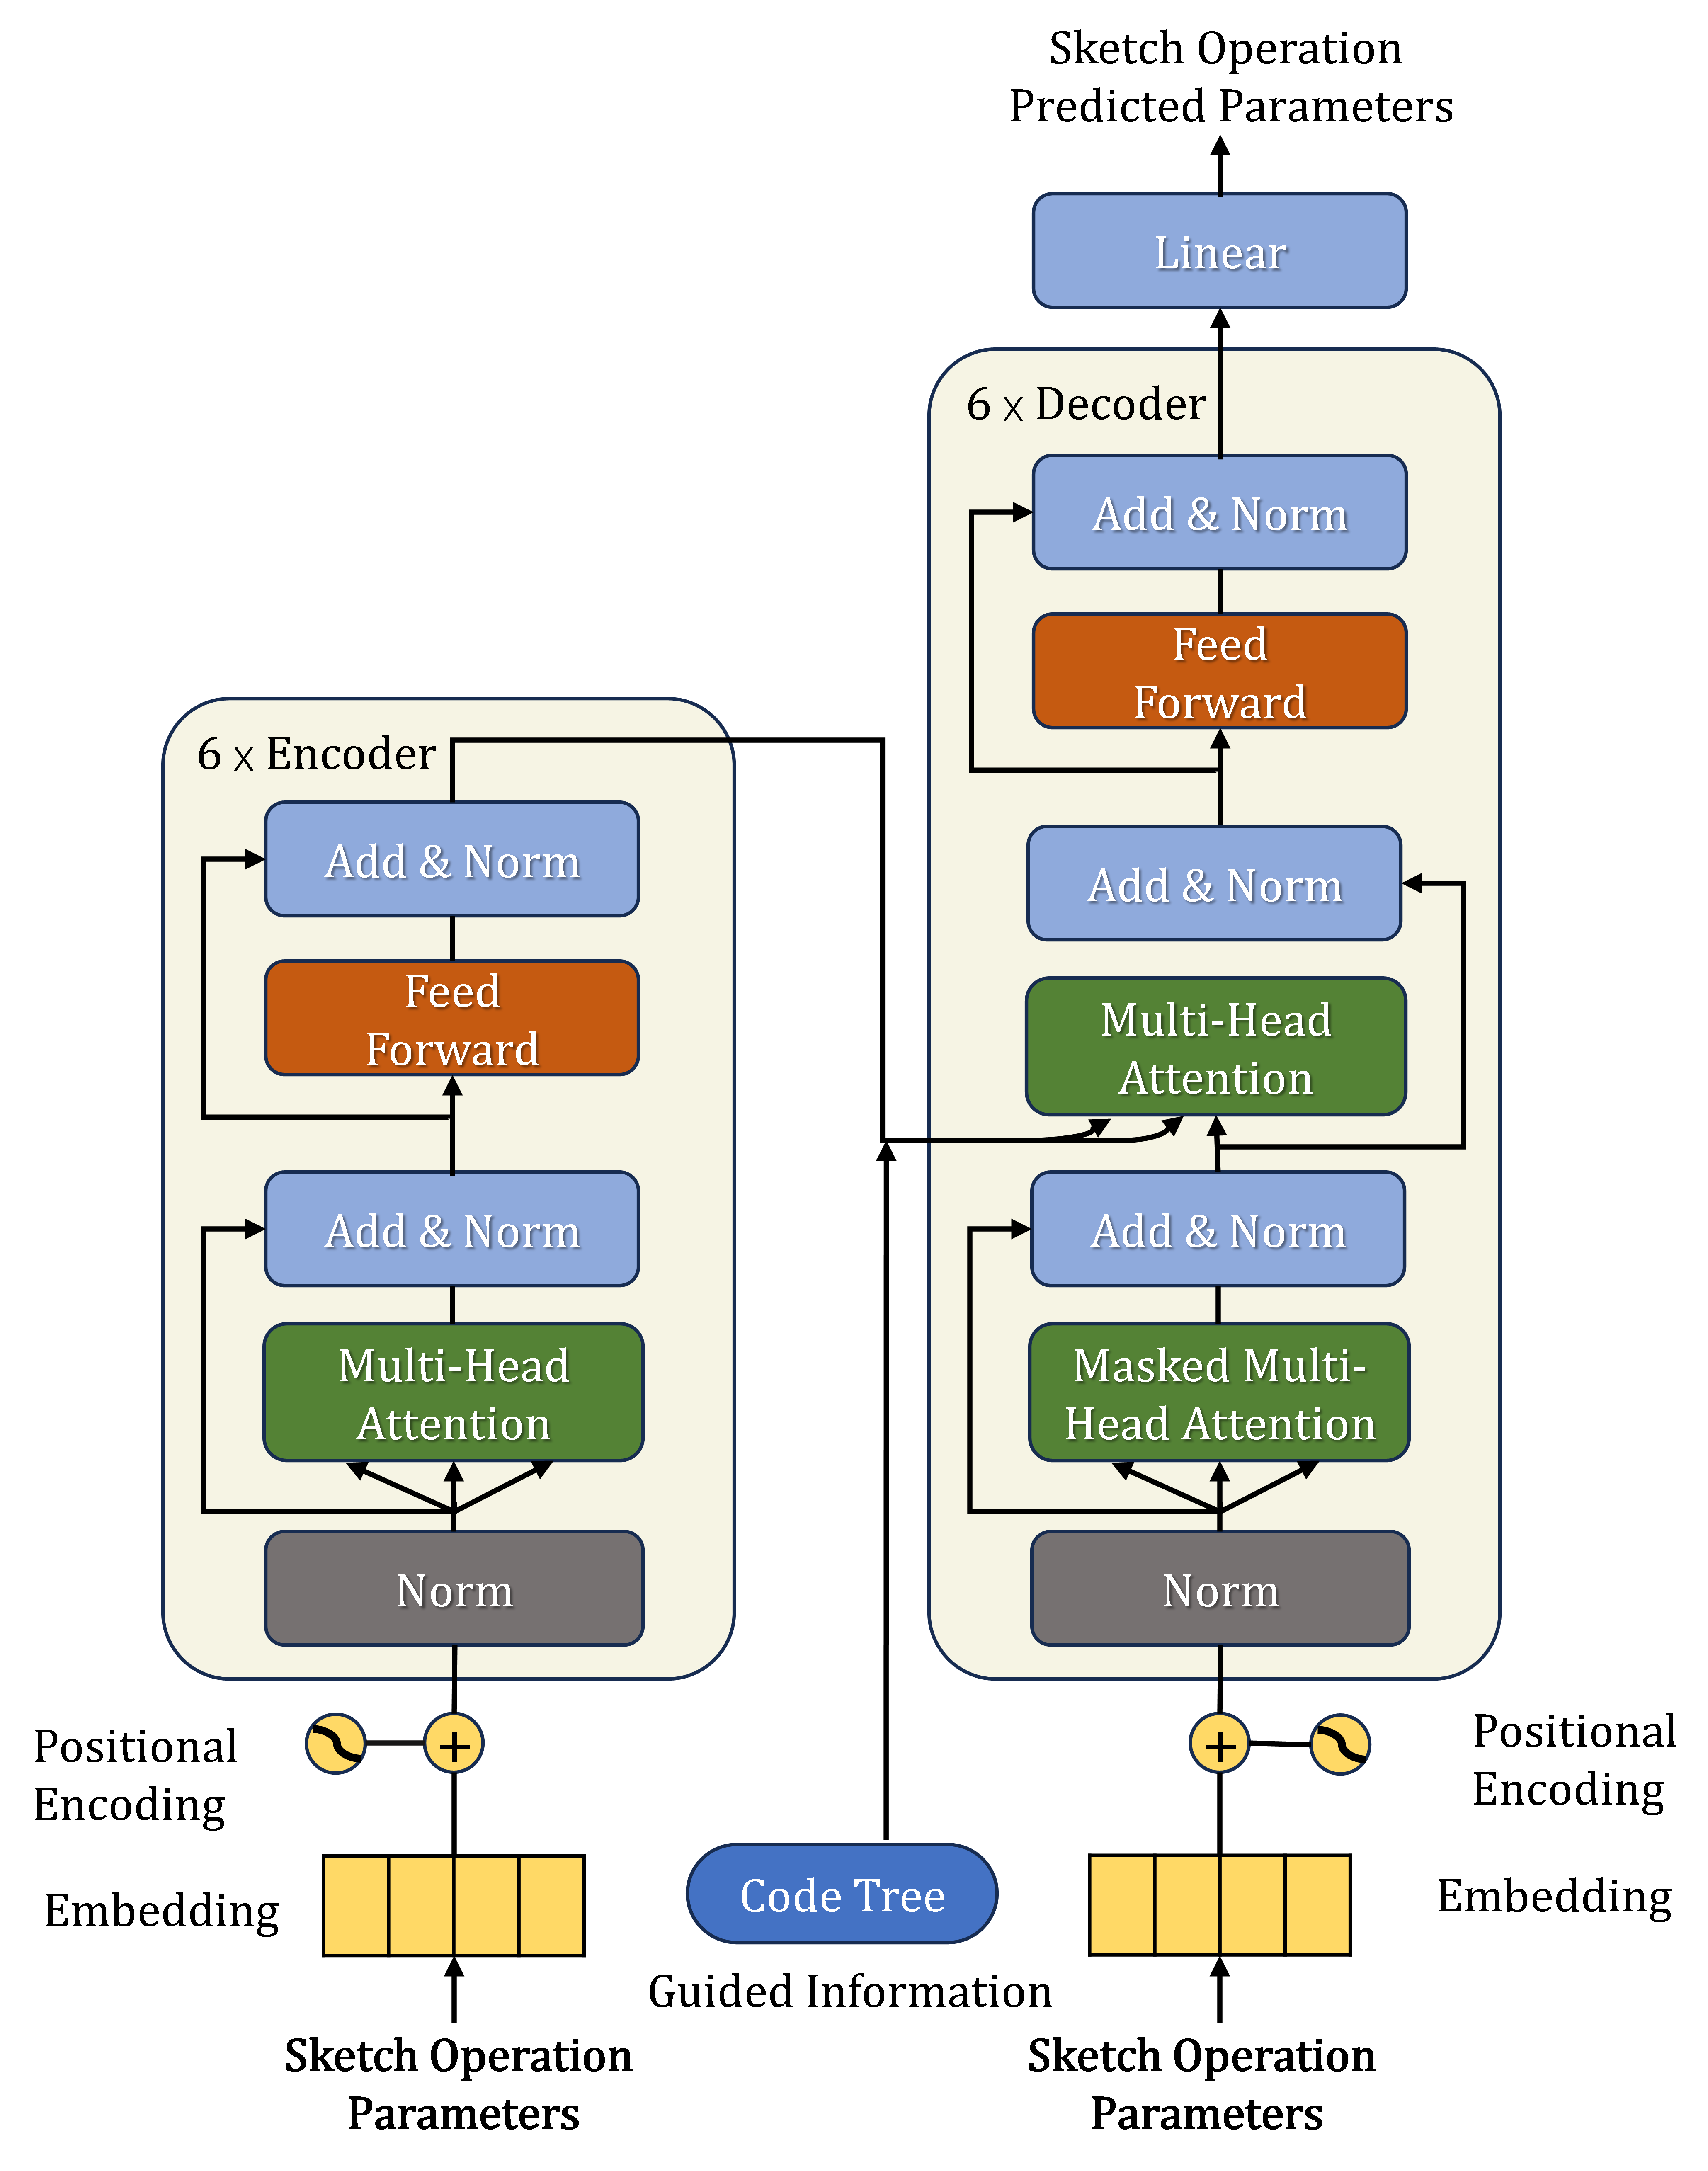 Sketch Operation
Predicted Parameters
Linear
6 x Decoder
Add & Norm
Feed
Forward
Add & Norm
Multi-Head
Attention
Add & Norm
Masked Multi-
Head Attention
Norm
6 x Encoder
Add & Norm
Feed
Forward
Add & Norm
Multi-Head
Attention
Norm
Positional
Encoding
+
+
Positional
Encoding
Embedding
Code Tree
Embedding
Guided Information
Sketch Operation
Parameters
Sketch Operation
Parameters